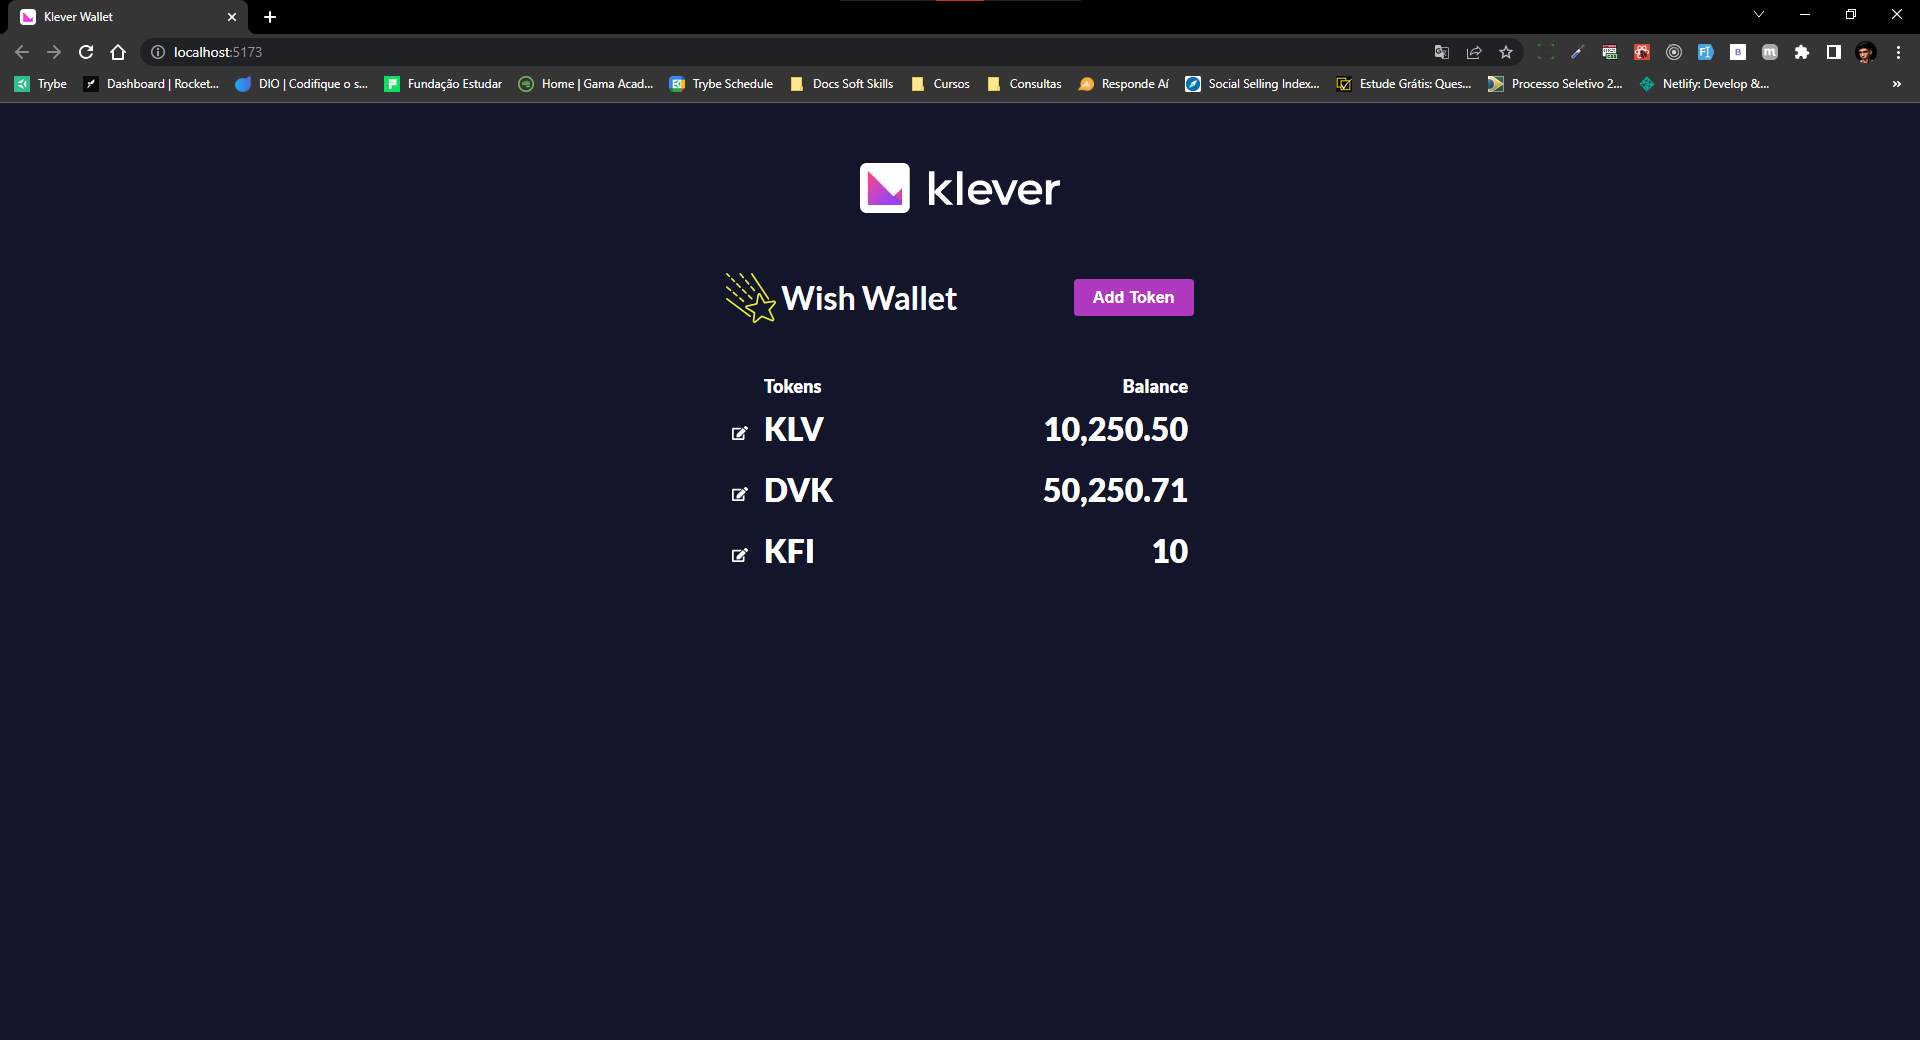 Klever Wallet
localhost:5173
Trybe Dashboard | Rocket... DIO | Codifique o s... Fundação Estudar Home | Gama Acad... Trybe Schedule Docs Soft Skills Cursos Consultas Responde Aí Social Selling Index... Estude Grátis: Ques... Processo Seletivo 2... Netlify: Develop &... »
klever
Wish Wallet Add Token
Tokens Balance
KLV 10,250.50
DVK 50,250.71
KFI 10